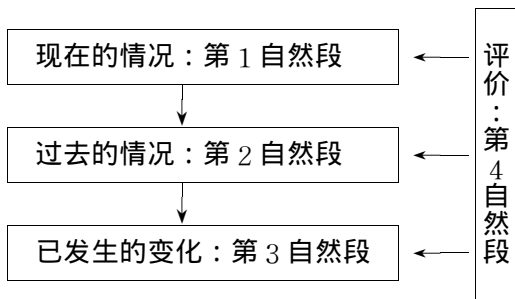 现在的情况：第1自然段
过去的情况：第2自然段
已发生的变化：第3自然段
评价：第4自然段